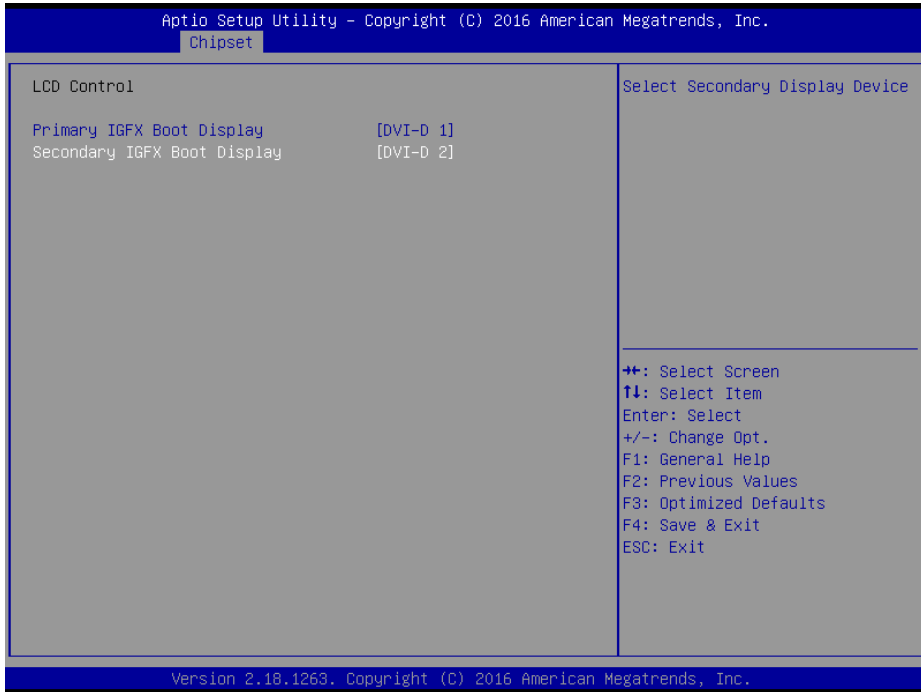 Aptio Setup Utility – Copyright (C) 2016 American Megatrends, Inc.
Chipset
LCD Control
Primary IGFX Boot Display [DVI-D 1]
Secondary IGFX Boot Display [DVI-D 2]
Select Secondary Display Device
→←: Select Screen
↑↓: Select Item
Enter: Select
+/-: Change Opt.
F1: General Help
F2: Previous Values
F3: Optimized Defaults
F4: Save & Exit
ESC: Exit
Version 2.18.1263. Copyright (C) 2016 American Megatrends, Inc.